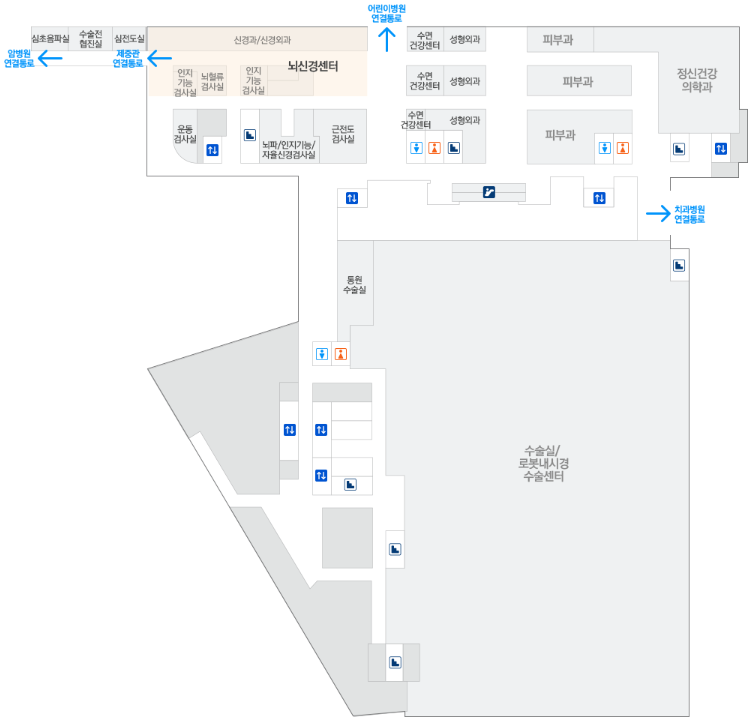 어린이병원
연결통로
심초음파실
수술전
협진실
심전도실
신경과/신경외과
수면
건강센터
성형외과
피부과
암병원
연결통로
제중관
연결통로
인지
기능
검사실
뇌혈류
검사실
인지
기능
검사실
뇌신경센터
수면
건강센터
성형외과
피부과
정신건강
의학과
운동
검사실
뇌파/인지기능/
자율신경검사실
근전도
검사실
수면
건강센터
성형외과
피부과
치과병원
연결통로
통원
수술실
수술실/
로봇내시경
수술센터